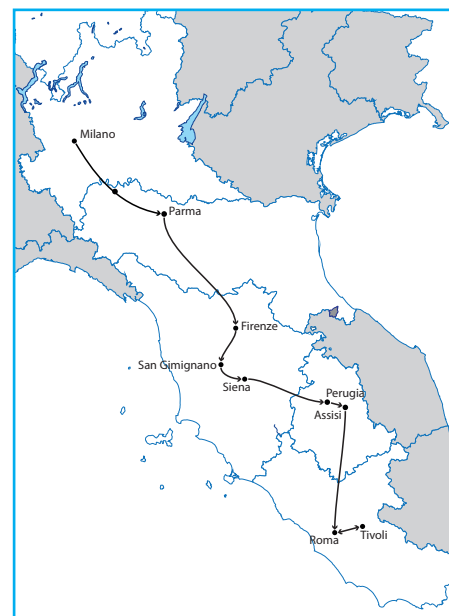 Milano
Parma
Firenze
San Gimignano
Siena
Perugia
Assisi
Roma
Tivoli